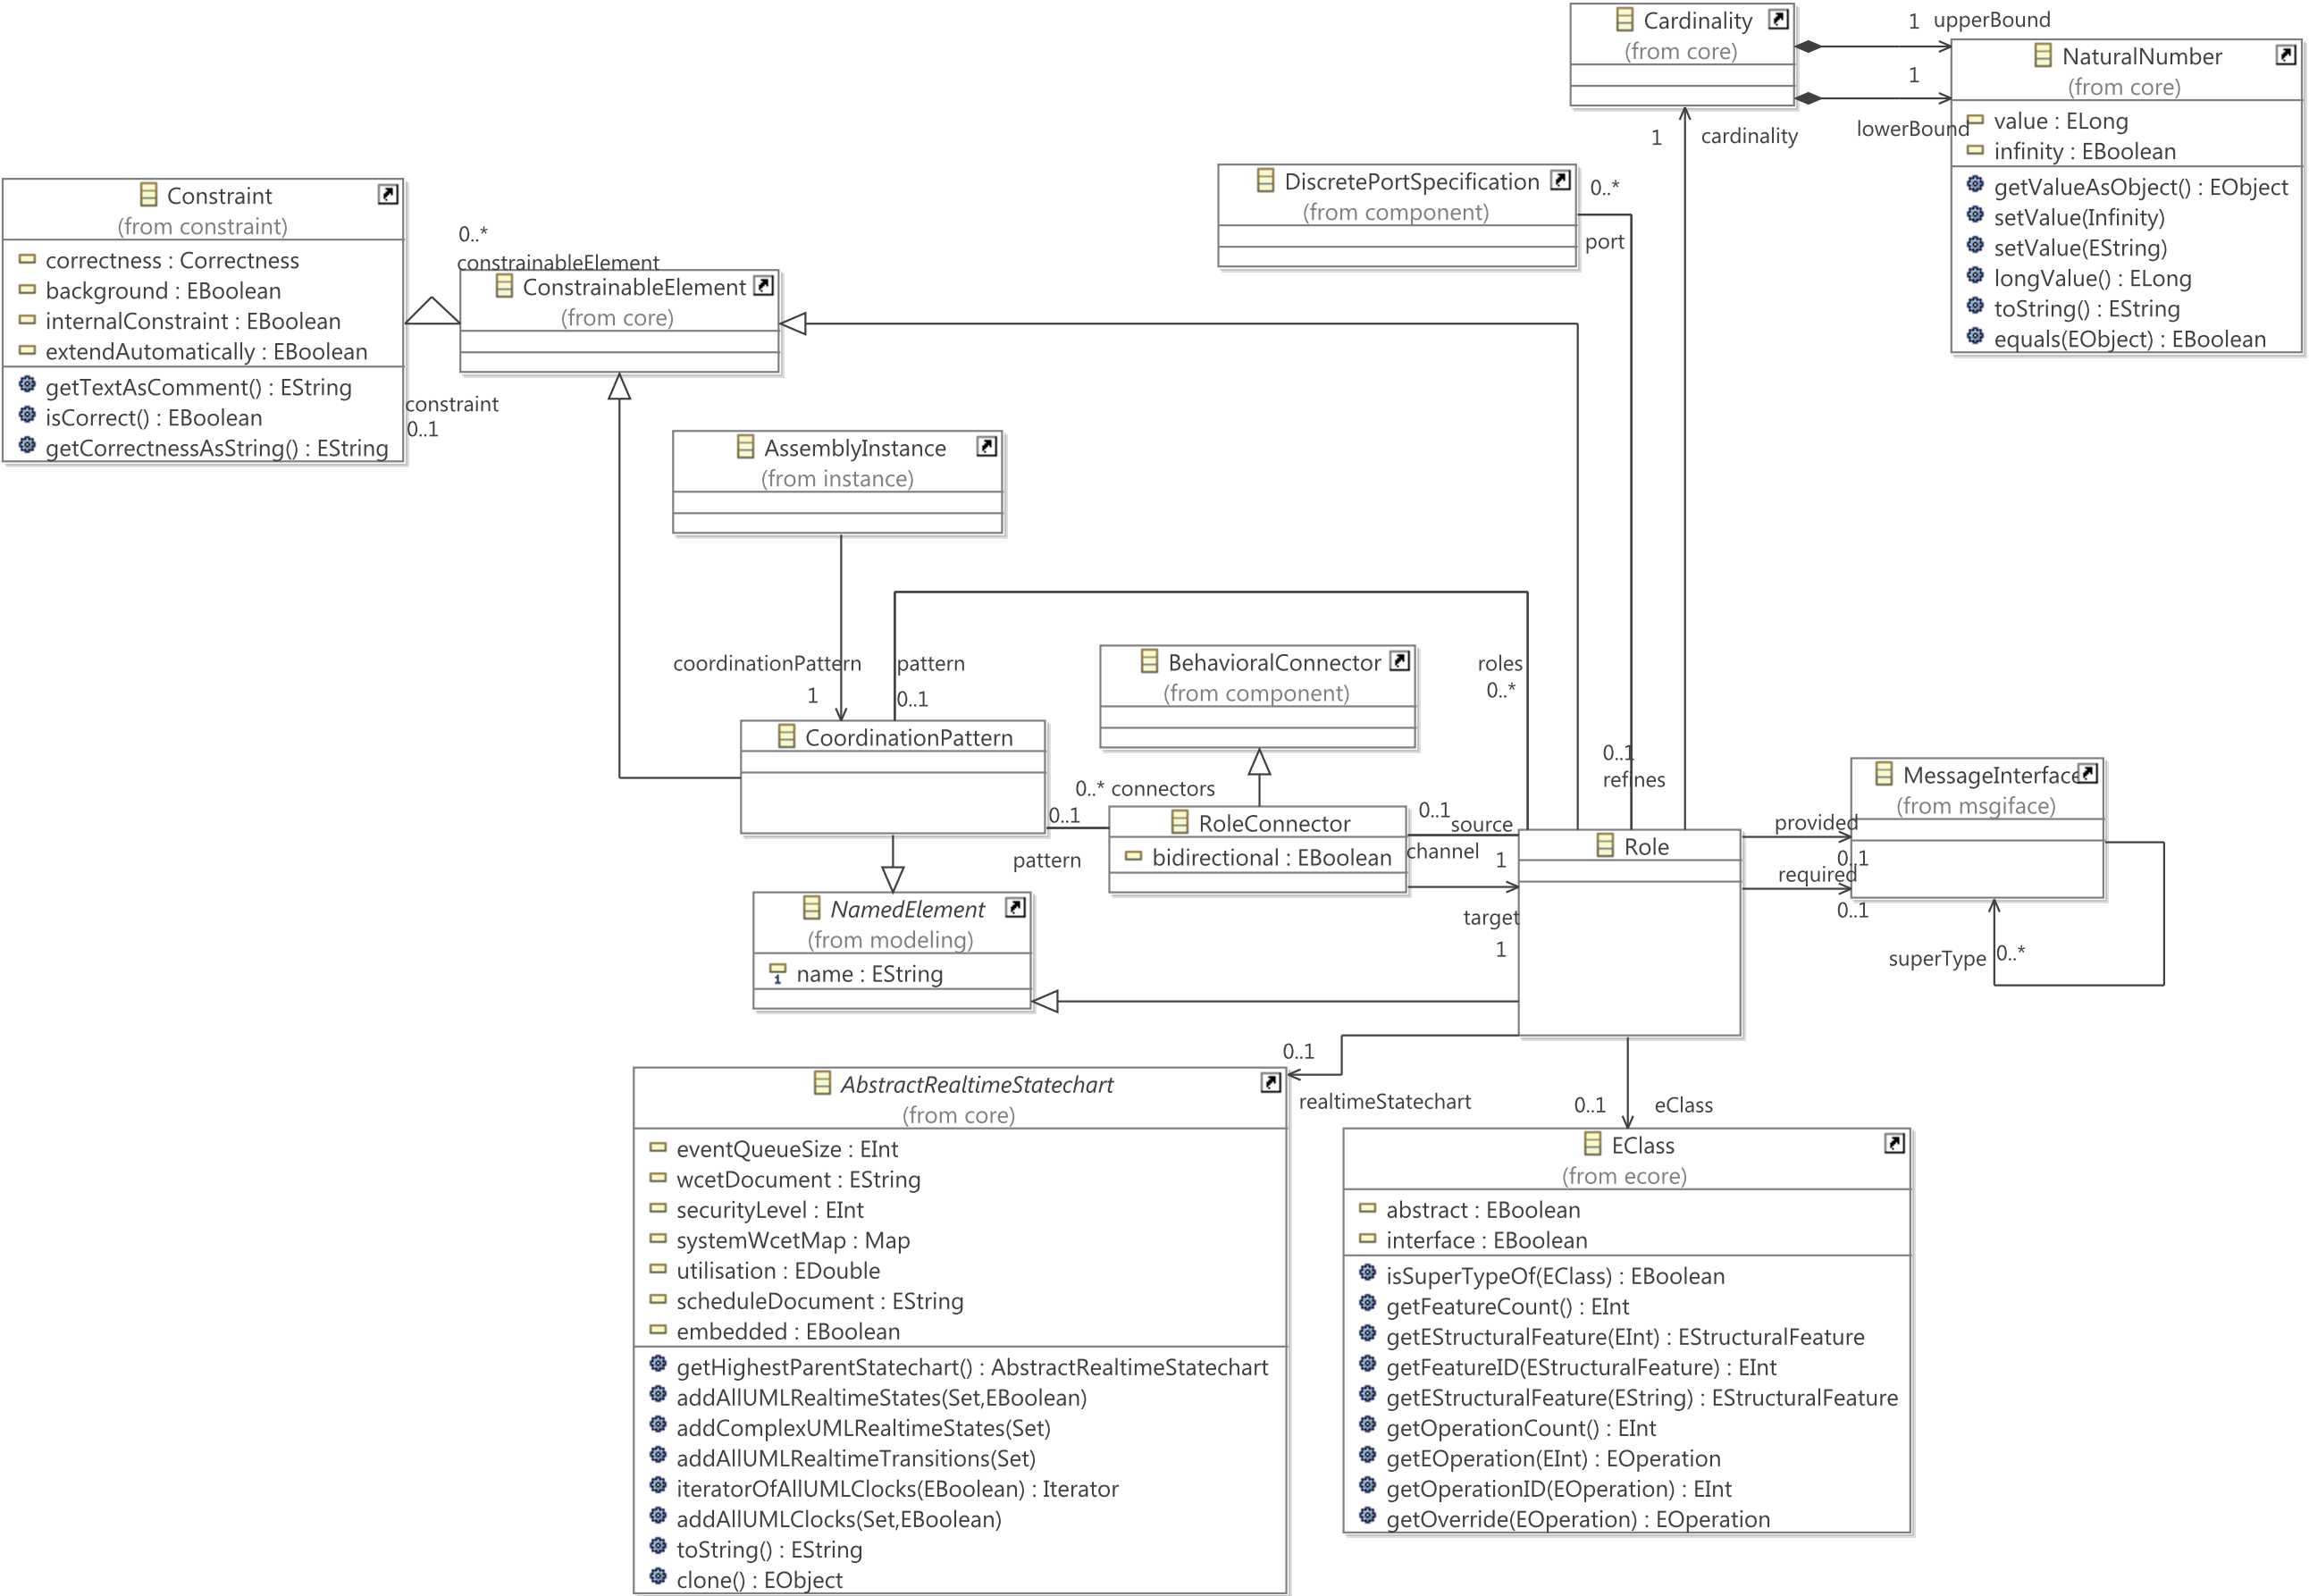 Cardinality
(from core)
1 upperBound
1
lowerBound
NaturalNumber
(from core)
value : ELong
infinity : EBoolean
getValueAsObject() : EObject
setValue(Infinity)
setValue(EString)
longValue() : ELong
toString() : EString
equals(EObject) : EBoolean
1 cardinality
DiscretePortSpecification
(from component)
0..*
port
Constraint
(from constraint)
correctness : Correctness
background : EBoolean
internalConstraint : EBoolean
extendAutomatically : EBoolean
getTextAsComment() : EString
isCorrect() : EBoolean
getCorrectnessAsString() : EString
0..*
constrainableElement
ConstrainableElement
(from core)
constraint
0..1
AssemblyInstance
(from instance)
coordinationPattern
1
pattern
0..1
BehavioralConnector
(from component)
roles
0..*
CoordinationPattern
0..1
refines
0..* connectors
0..1
pattern
RoleConnector
bidirectional : EBoolean
0..1
source
channel
1
target
1
Role
provided
0..1
required
0..1
MessageInterface
(from msgiface)
superType
0..*
NamedElement
(from modeling)
1
name : EString
0..1
realtimeStatechart
0..1 eClass
AbstractRealtimeStatechart
(from core)
eventQueueSize : EInt
wcetDocument : EString
securityLevel : EInt
systemWcetMap : Map
utilisation : EDouble
scheduleDocument : EString
embedded : EBoolean
getHighestParentStatechart() : AbstractRealtimeStatechart
addAllUMLRealtimeStates(Set,EBoolean)
addComplexUMLRealtimeStates(Set)
addAllUMLRealtimeTransitions(Set)
iteratorOfAllUMLClocks(EBoolean) : Iterator
addAllUMLClocks(Set,EBoolean)
toString() : EString
clone() : EObject
EClass
(from ecore)
abstract : EBoolean
interface : EBoolean
isSuperTypeOf(EClass) : EBoolean
getFeatureCount() : EInt
getEStructuralFeature(EInt) : EStructuralFeature
getFeatureID(EStructuralFeature) : EInt
getEStructuralFeature(EString) : EStructuralFeature
getOperationCount() : EInt
getEOperation(EInt) : EOperation
getOperationID(EOperation) : EInt
getOverride(EOperation) : EOperation